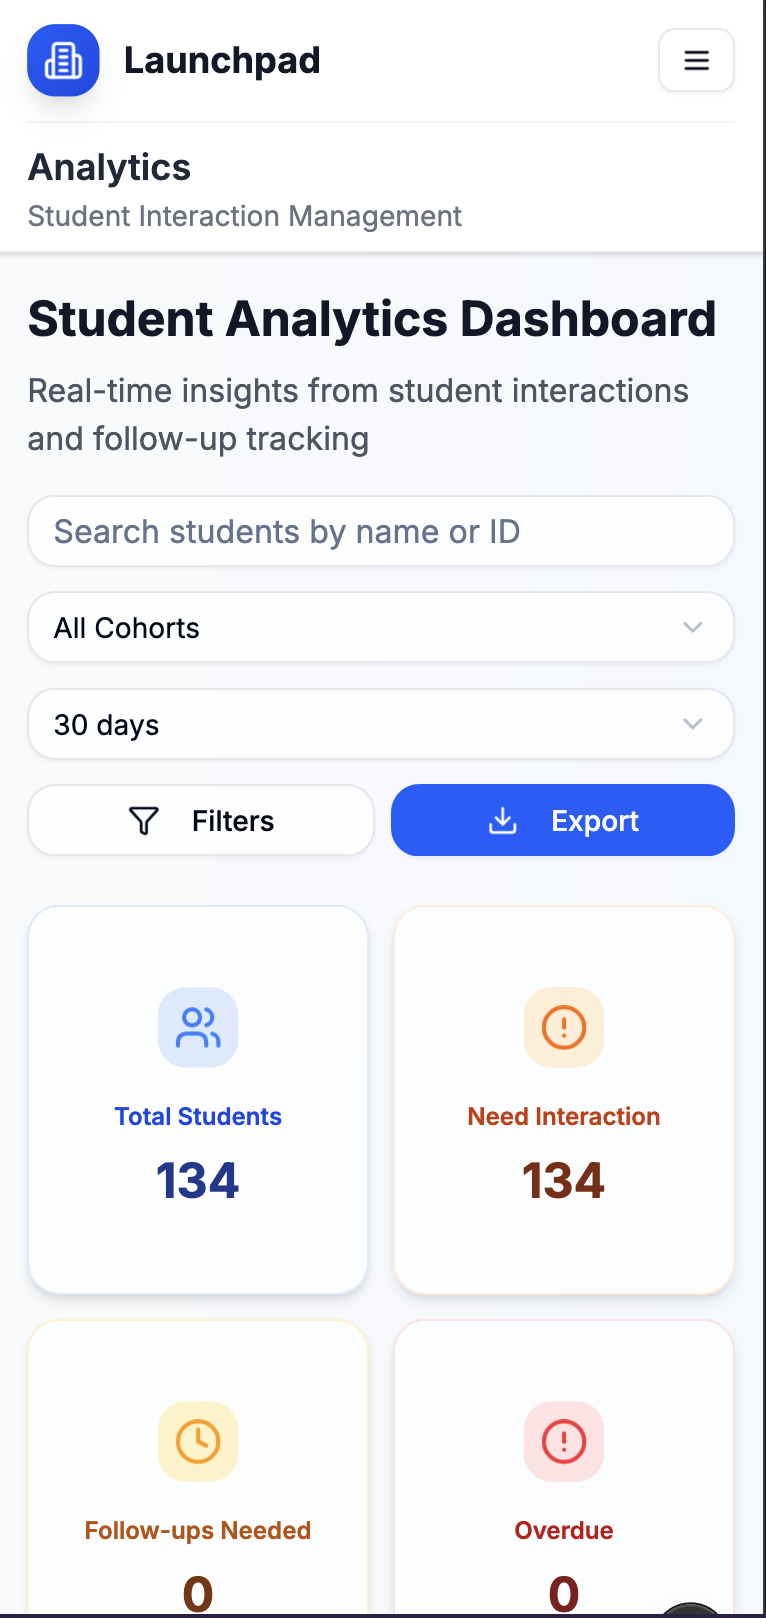 Launchpad
Analytics
Student Interaction Management
Student Analytics Dashboard
Real-time insights from student interactions
and follow-up tracking
Search students by name or ID
All Cohorts
30 days
Filters
Export
Total Students
134
Need Interaction
134
Follow-ups Needed
0
Overdue
0